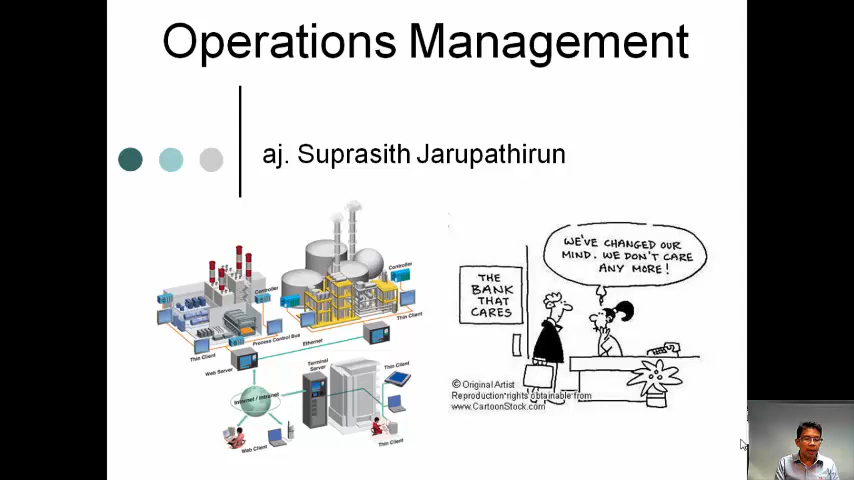 Operations Management
aj. Suprasith Jarupathirun
Controller
Controller
Thin Client
Process Control Bus
Thin Client
Ethernet
Web Server
Terminal
Server
Thin Client
Internet / Intranet
Web Client
Thin Client
WE'VE CHANGED OUR
MIND. WE DON'T CARE
ANY MORE!
THE
BANK
THAT
CARES
© Original Artist
Reproduction rights obtainable from
www.CartoonStock.com